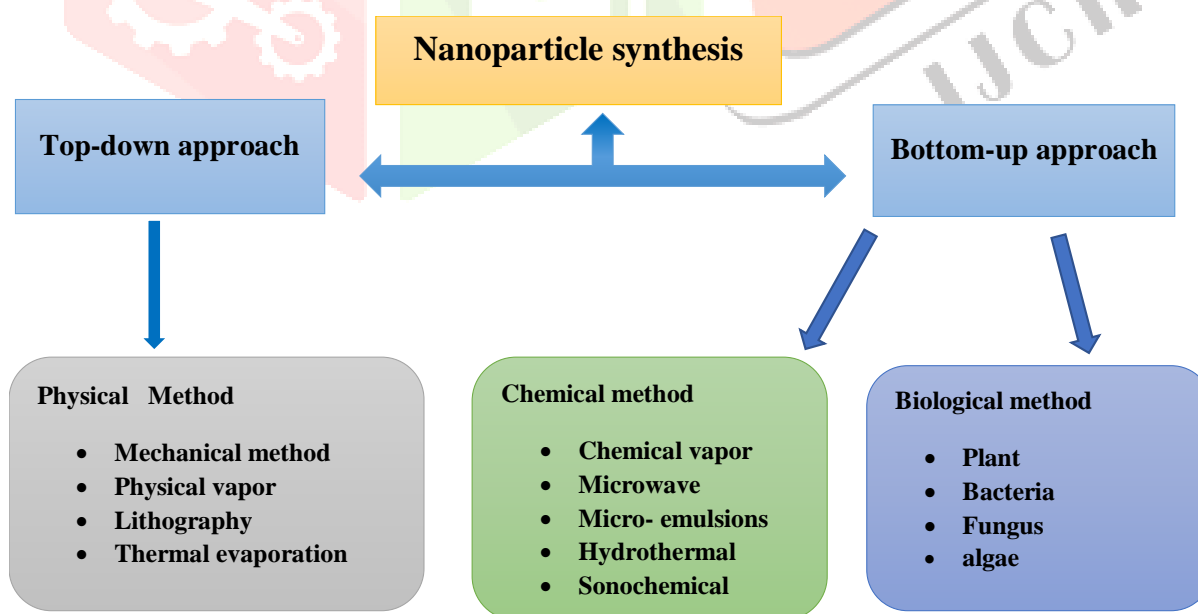 Nanoparticle synthesis
Top-down approach
Bottom-up approach
Physical Method
• Mechanical method
• Physical vapor
• Lithography
• Thermal evaporation
Chemical method
• Chemical vapor
• Microwave
• Micro- emulsions
• Hydrothermal
• Sonochemical
Biological method
• Plant
• Bacteria
• Fungus
• algae